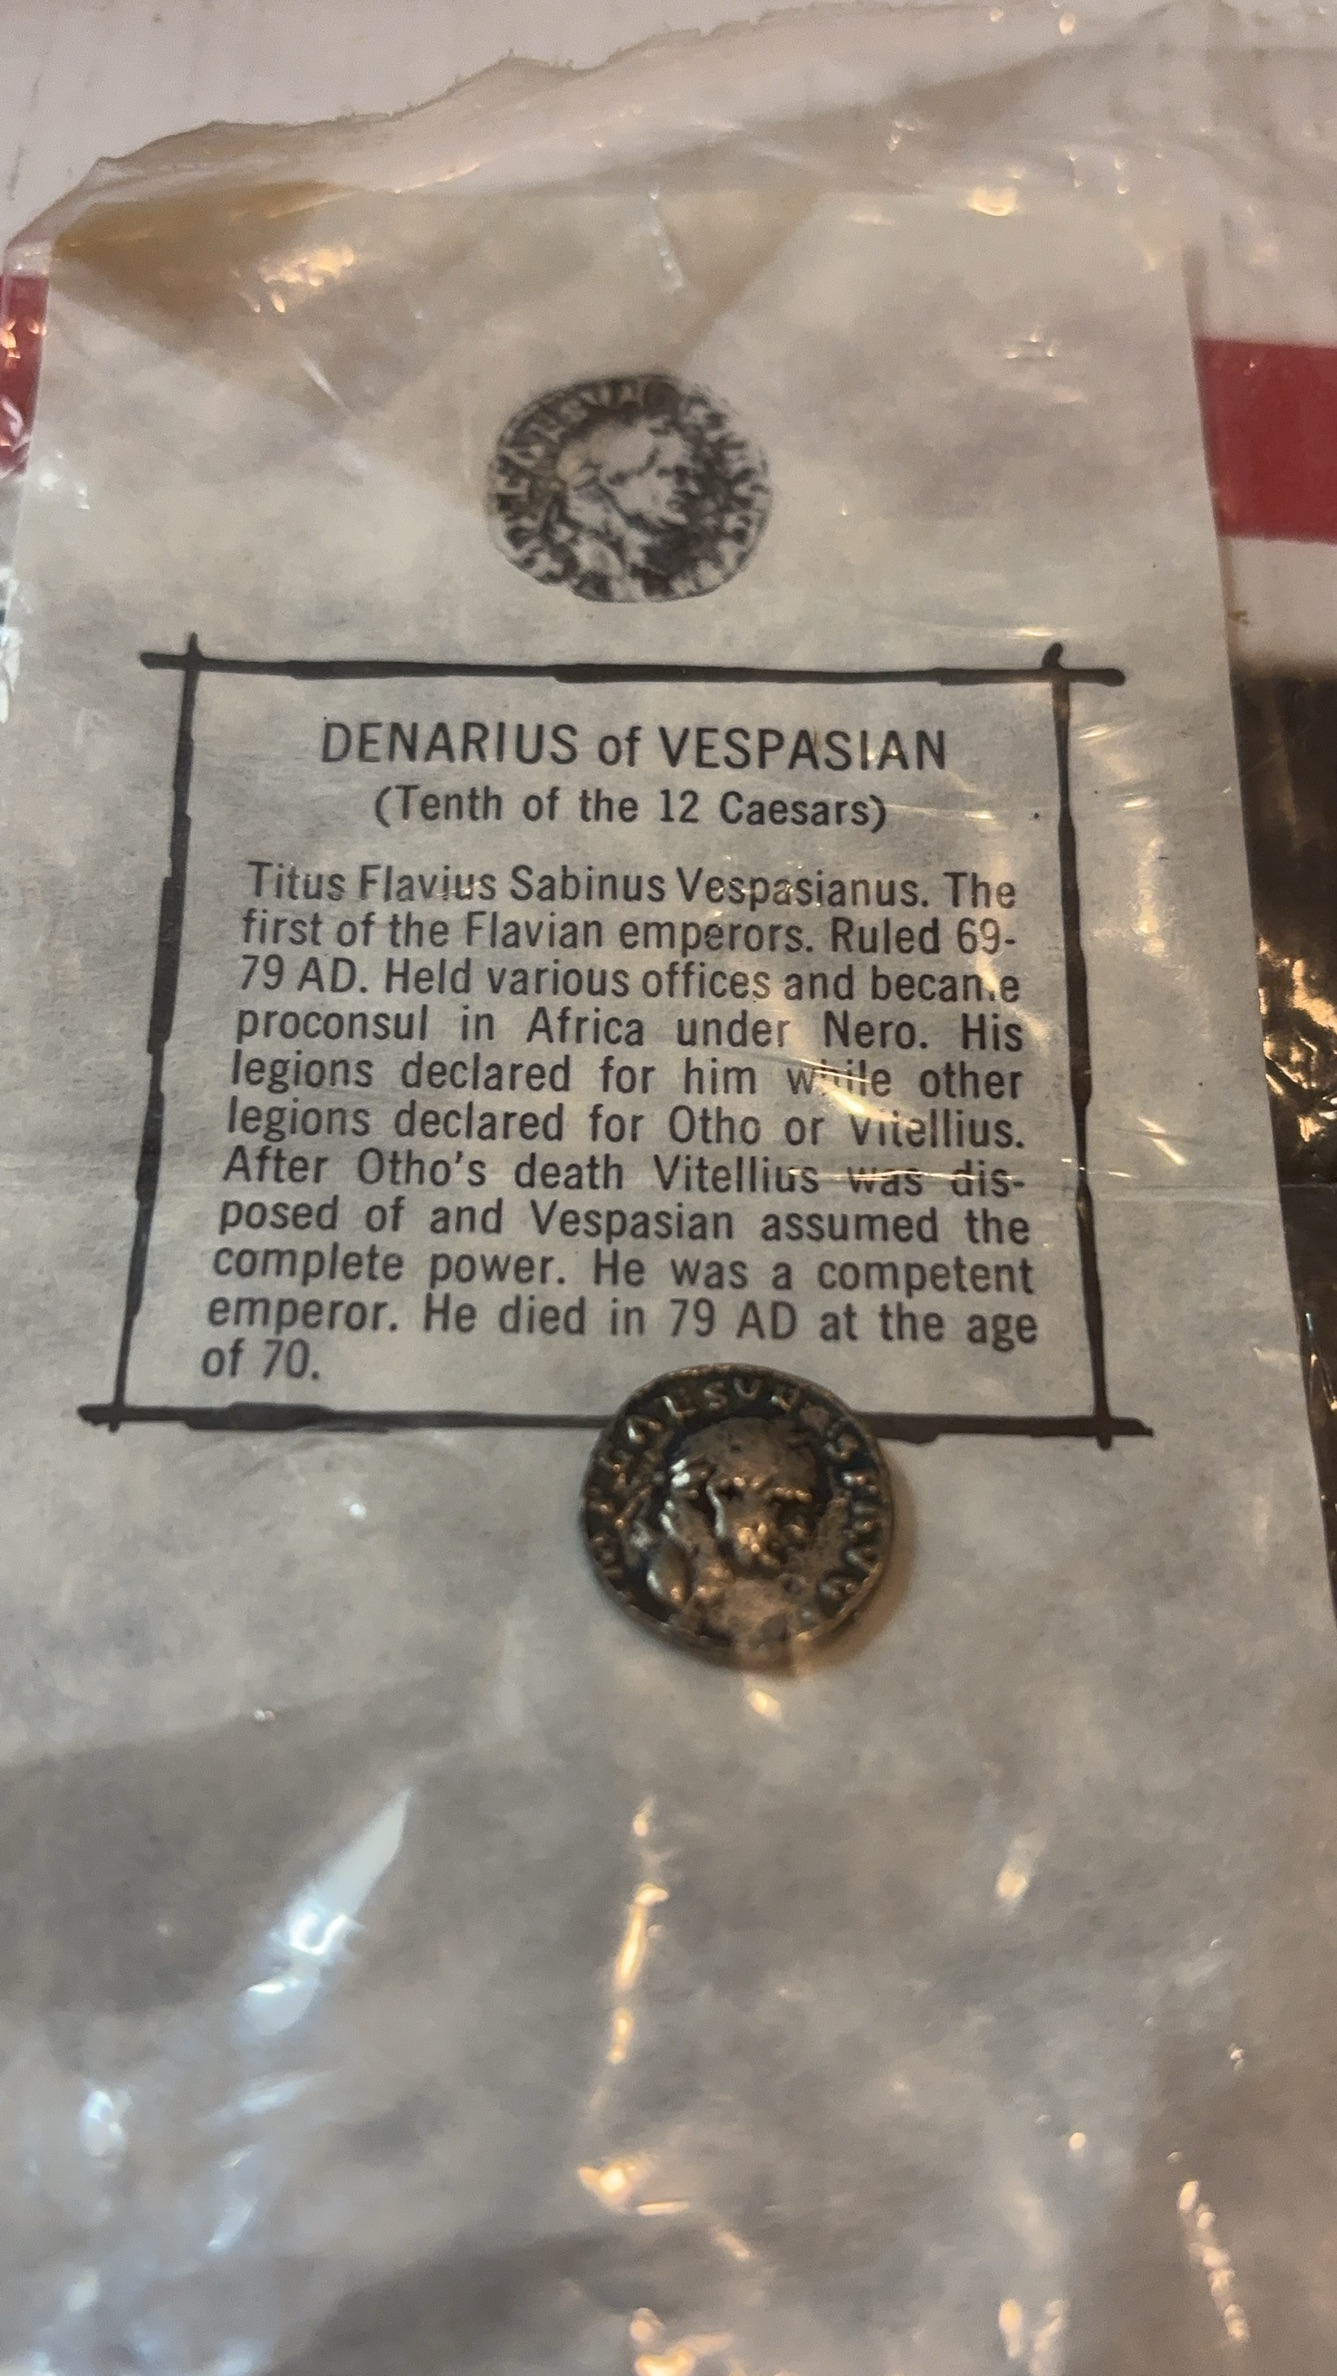 DENARIUS of VESPASIAN
(Tenth of the 12 Caesars)
Titus Flavius Sabinus Vespasianus. The
first of the Flavian emperors. Ruled 69-
79 AD. Held various offices and became
proconsul in Africa under Nero. His
legions declared for him while other
legions declared for Otho or Vitellius.
After Otho's death Vitellius was dis-
posed of and Vespasian assumed the
complete power. He was a competent
emperor. He died in 79 AD at the age
of 70.